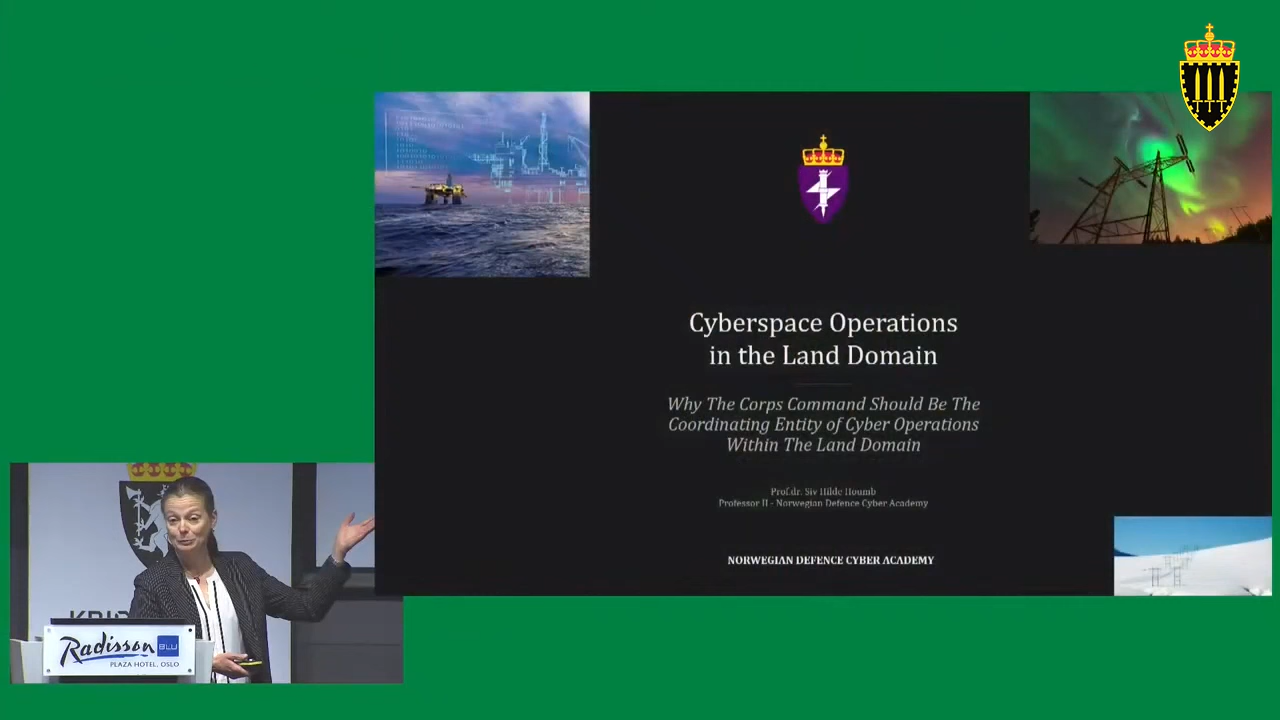 Cyberspace Operations
in the Land Domain
Why The Corps Command Should Be The
Coordinating Entity of Cyber Operations
Within The Land Domain
Prof.dr. Siv Hilde Houmb
Professor II - Norwegian Defence Cyber Academy
NORWEGIAN DEFENCE CYBER ACADEMY
Radisson BLU
PLAZA HOTEL, OSLO